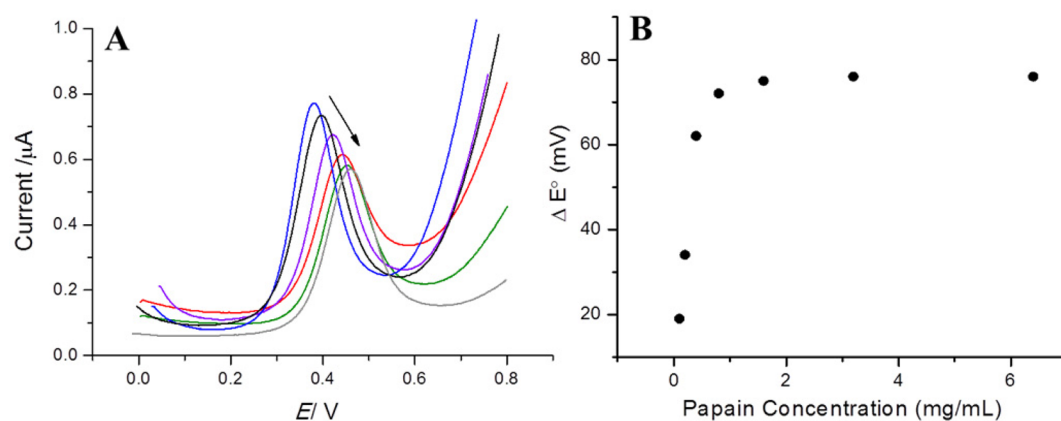 A
Current /μA
1.0
0.8
0.6
0.4
0.2
0.0
0.0 0.2 0.4 0.6 0.8
E/ V
B
Δ E° (mV)
80
60
40
20
0 2 4 6
Papain Concentration (mg/mL)